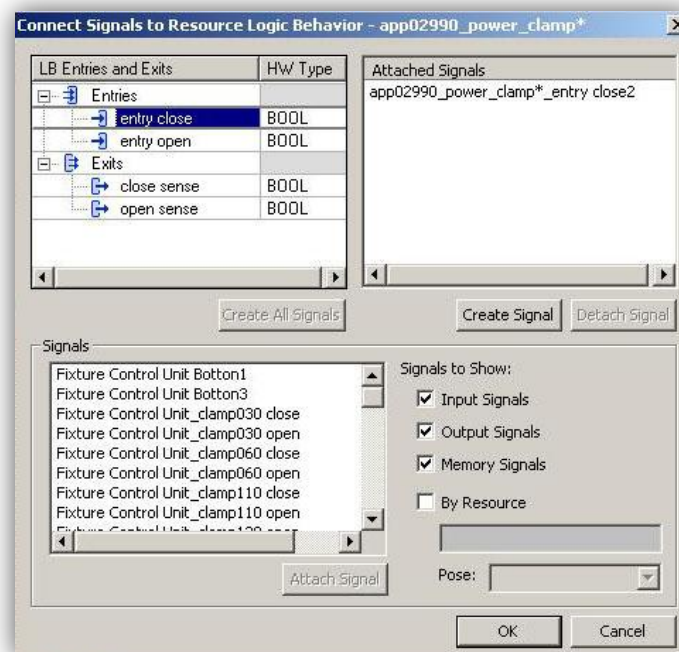 Connect Signals to Resource Logic Behavior - app02990_power_clamp*
LB Entries and Exits HW Type
Entries
entry close BOOL
entry open BOOL
Exits
close sense BOOL
open sense BOOL
Attached Signals
app02990_power_clamp*_entry close2
Create All Signals
Create Signal Detach Signal
Signals
Fixture Control Unit Botton1
Fixture Control Unit Botton3
Fixture Control Unit_clamp030 close
Fixture Control Unit_clamp030 open
Fixture Control Unit_clamp060 close
Fixture Control Unit_clamp060 open
Fixture Control Unit_clamp110 close
Fixture Control Unit_clamp110 open
Attach Signal
Signals to Show:
Input Signals
Output Signals
Memory Signals
By Resource
Pose:
OK Cancel